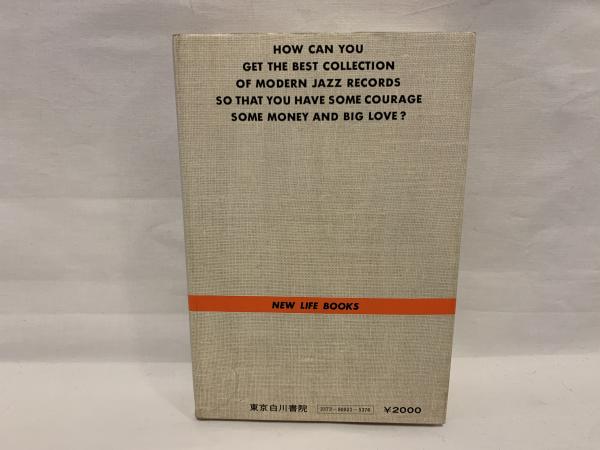 HOW CAN YOU
GET THE BEST COLLECTION
OF MODERN JAZZ RECORDS
SO THAT YOU HAVE SOME COURAGE
SOME MONEY AND BIG LOVE?
NEW LIFE BOOKS
東京白川書院 ¥2000